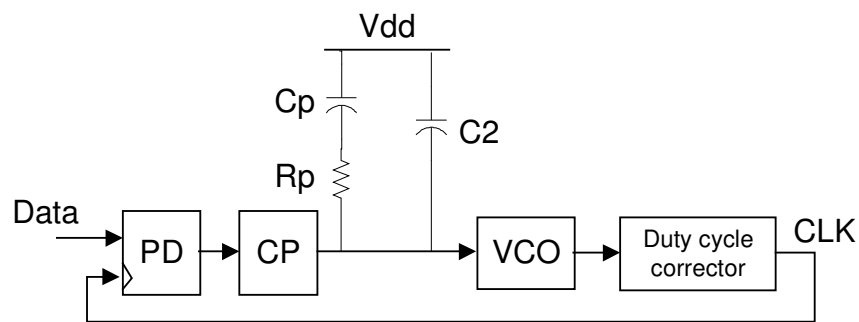 Vdd
Cp
C2
Rp
Data
PD
CP
VCO
Duty cycle
corrector
CLK